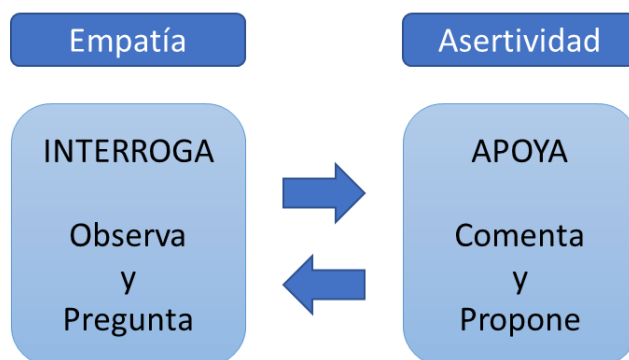 Empatía
Asertividad
INTERROGA
Observa
y
Pregunta
APOYA
Comenta
y
Propone